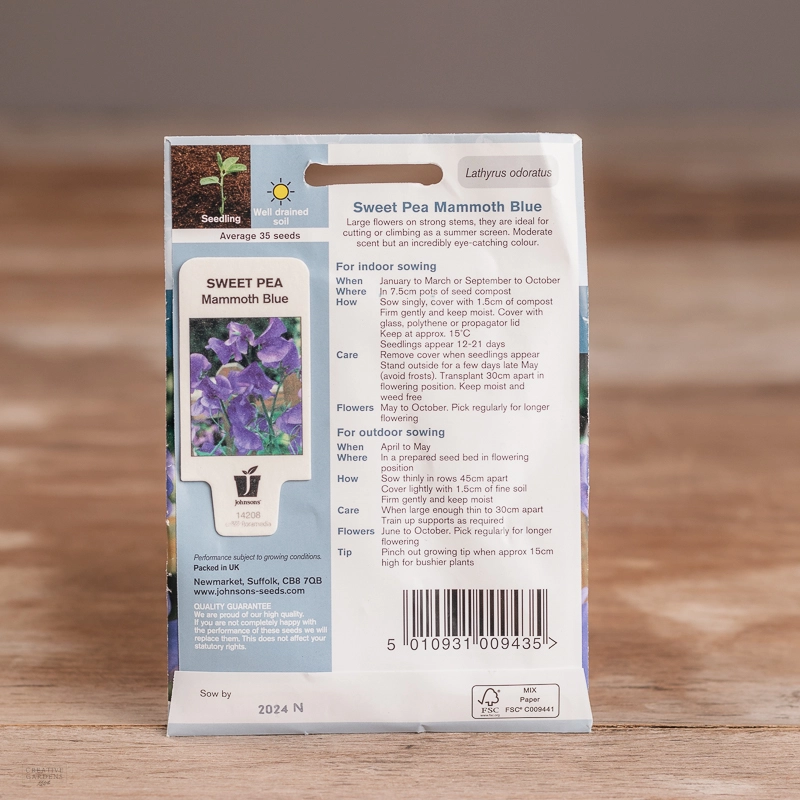 Seedling
Well drained
soil
Average 35 seeds
SWEET PEA
Mammoth Blue
Johnsons
14208
Performance subject to growing conditions.
Packed in UK
Newmarket, Suffolk, CB8 7QB
www.johnsons-seeds.com
QUALITY GUARANTEE
We are proud of our high quality.
If you are not completely happy with
the performance of these seeds we will
replace them. This does not affect your
statutory rights.
Lathyrus odoratus
Sweet Pea Mammoth Blue
Large flowers on strong stems, they are ideal for
cutting or climbing as a summer screen. Moderate
scent but an incredibly eye-catching colour.
For indoor sowing
When January to March or September to October
Where In 7.5cm pots of seed compost
How Sow singly, cover with 1.5cm of compost
Firm gently and keep moist. Cover with
glass, polythene or propagator lid
Keep at approx. 15°C
Seedlings appear 12-21 days
Care Remove cover when seedlings appear
Stand outside for a few days late May
(avoid frosts). Transplant 30cm apart in
flowering position. Keep moist and
weed free
Flowers May to October. Pick regularly for longer
flowering
For outdoor sowing
When April to May
Where In a prepared seed bed in flowering
position
How Sow thinly in rows 45cm apart
Cover lightly with 1.5cm of fine soil
Firm gently and keep moist
Care When large enough thin to 30cm apart
Train up supports as required
Flowers June to October. Pick regularly for longer
flowering
Tip Pinch out growing tip when approx 15cm
high for bushier plants
5 010931 009435 >
Sow by
2024 N
FSC
www.fsc.org
MIX
Paper
FSC® C009441
CREATIVE
GARDENS